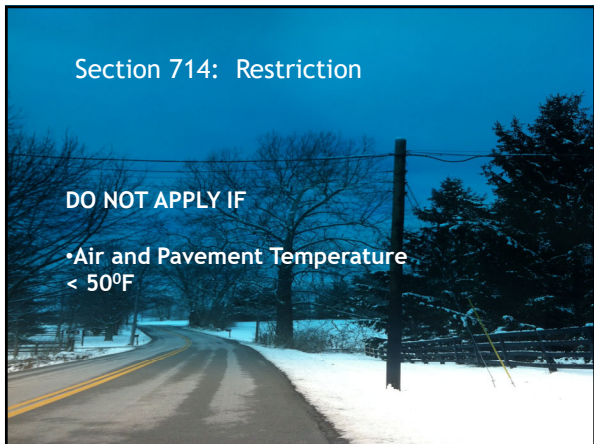 Section 714:  Restriction
DO NOT APPLY IF
•Air and Pavement Temperature
< 50⁰F